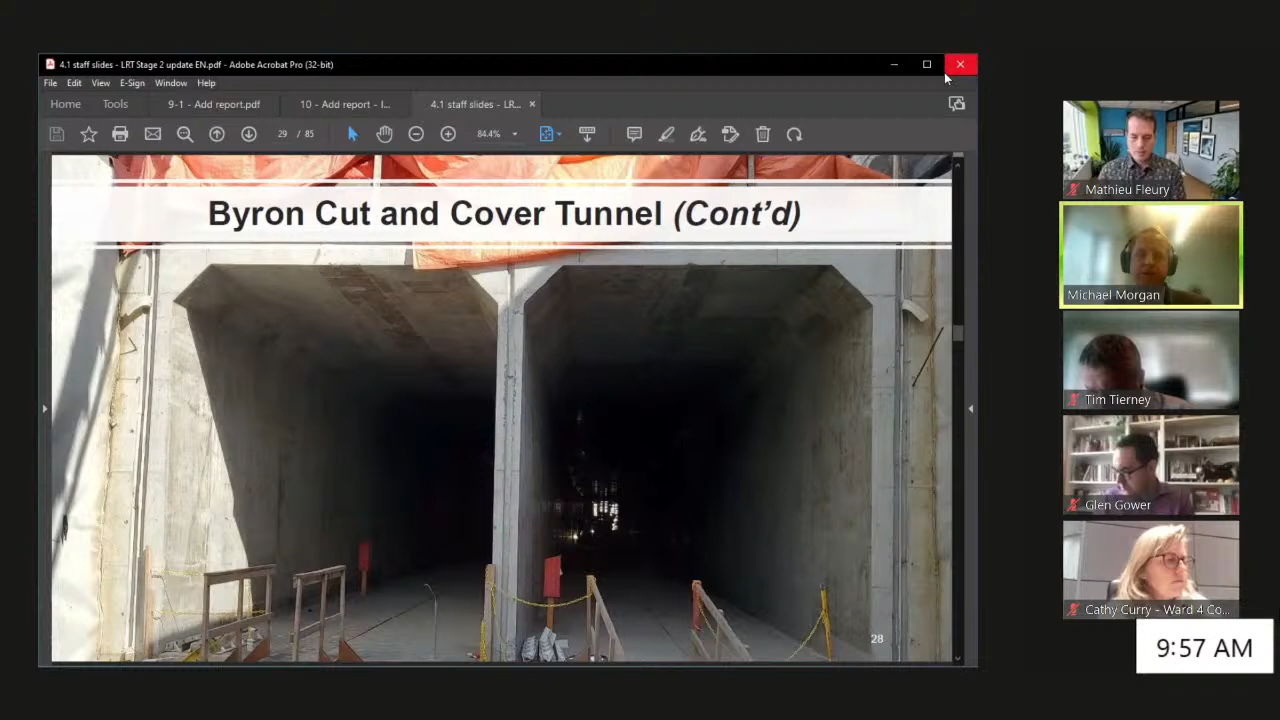 4.1 staff slides - LRT Stage 2 update EN.pdf - Adobe Acrobat Pro (32-bit)
File Edit View E-Sign Window Help
Home Tools 9-1 - Add report.pdf 10 - Add report - I... 4.1 staff slides - LR... ×
29 / 85 84.4%
Byron Cut and Cover Tunnel (Cont'd)
28
Mathieu Fleury
Michael Morgan
Tim Tierney
Glen Gower
Cathy Curry - Ward 4 Co...
9:57 AM